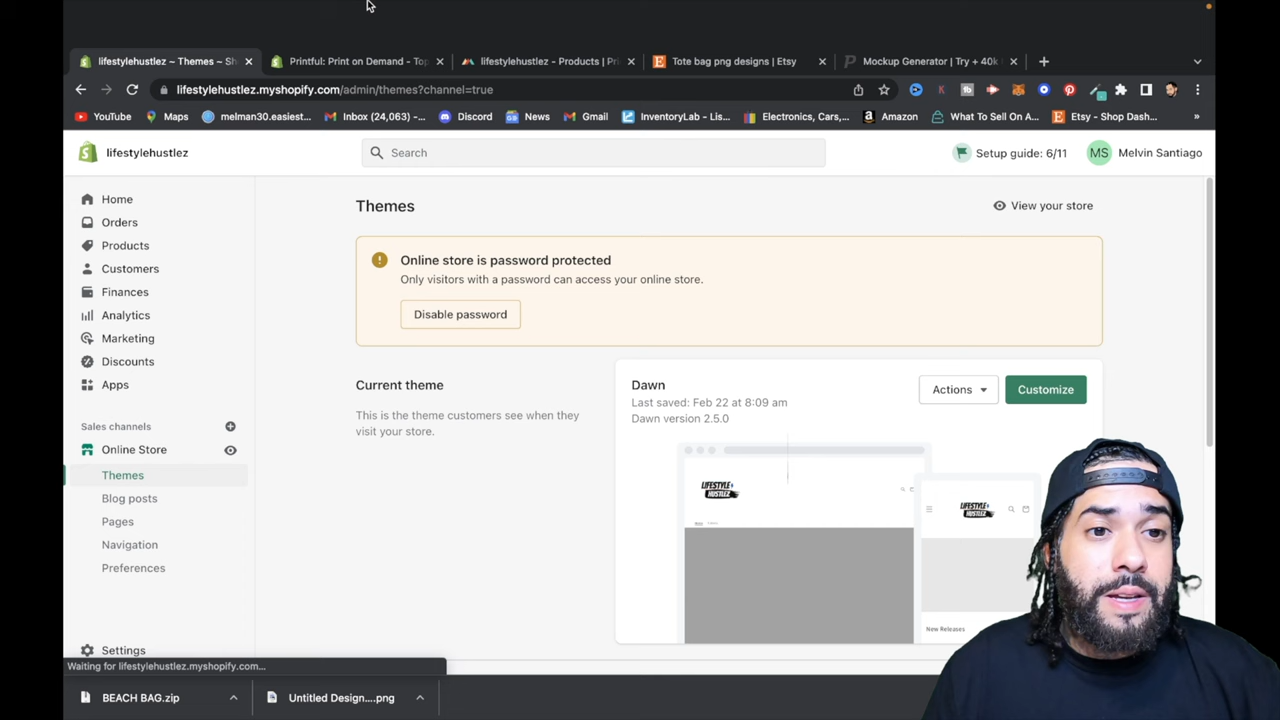 lifestylehustlez ~ Themes ~ Sh
Printful: Print on Demand - Top
lifestylehustlez - Products | Pri
Tote bag png designs | Etsy
Mockup Generator | Try + 40k
lifestylehustlez.myshopify.com/admin/themes?channel=true
YouTube
Maps
melman30.easiest...
Inbox (24,063) –...
Discord
News
Gmail
InventoryLab - Lis...
Electronics, Cars,...
Amazon
What To Sell On A...
Etsy - Shop Dash...
lifestylehustlez
Search
Setup guide: 6/11
MS
Melvin Santiago
Home
Orders
Products
Customers
Finances
Analytics
Marketing
Discounts
Apps
Sales channels
Online Store
Themes
Blog posts
Pages
Navigation
Preferences
Settings
Themes
View your store
Online store is password protected
Only visitors with a password can access your online store.
Disable password
Current theme
This is the theme customers see when they
visit your store.
Dawn
Last saved: Feb 22 at 8:09 am
Dawn version 2.5.0
Actions
Customize
LIFESTYLE
HUSTLEZ
LIFESTYLE
HUSTLEZ
New Releases
Waiting for lifestylehustlez.myshopify.com...
BEACH BAG.zip
Untitled Design....png